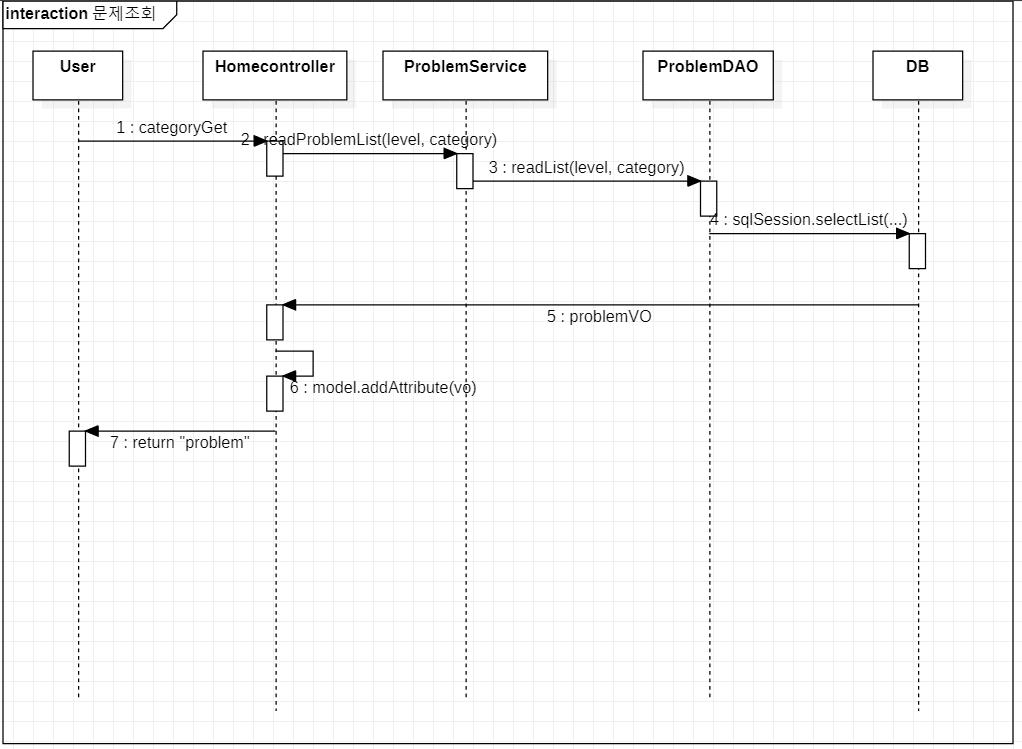 interaction 문제조회
User
Homecontroller
ProblemService
ProblemDAO
DB
1 : categoryGet
2 : readProblemList(level, category)
3 : readList(level, category)
4 : sqlSession.selectList(...)
5 : problemVO
6 : model.addAttribute(vo)
7 : return "problem"